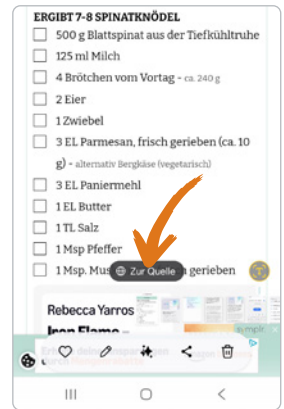 ERGIBT 7-8 SPINATKNÖDEL
500 g Blattspinat aus der Tiefkühltruhe
125 ml Milch
4 Brötchen vom Vortag - ca. 240 g
2 Eier
1 Zwiebel
3 EL Parmesan, frisch gerieben (ca. 10
g) - alternativ Bergkäse (vegetarisch)
3 EL Paniermehl
1 EL Butter
1 TL Salz
1 Msp Pfeffer
1 Msp. Mus gerieben
Zur Quelle
Rebecca Yarros
Iron Flame –
symplr